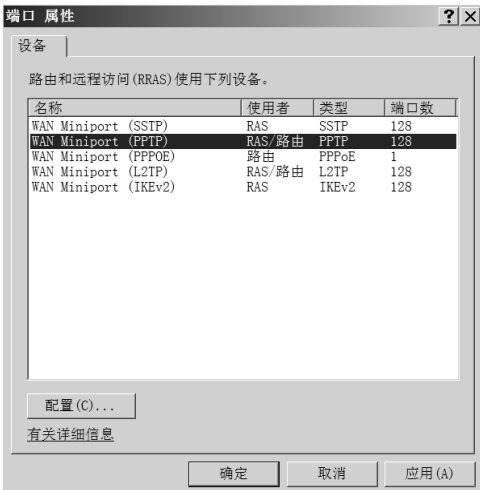 端口 属性
设备
路由和远程访问(RRAS)使用下列设备。
名称 使用者 类型 端口数
WAN Miniport (SSTP) RAS SSTP 128
WAN Miniport (PPTP) RAS/路由 PPTP 128
WAN Miniport (PPPOE) 路由 PPPoE 1
WAN Miniport (L2TP) RAS/路由 L2TP 128
WAN Miniport (IKEv2) RAS IKEv2 128
配置(C)...
有关详细信息
确定 取消 应用(A)